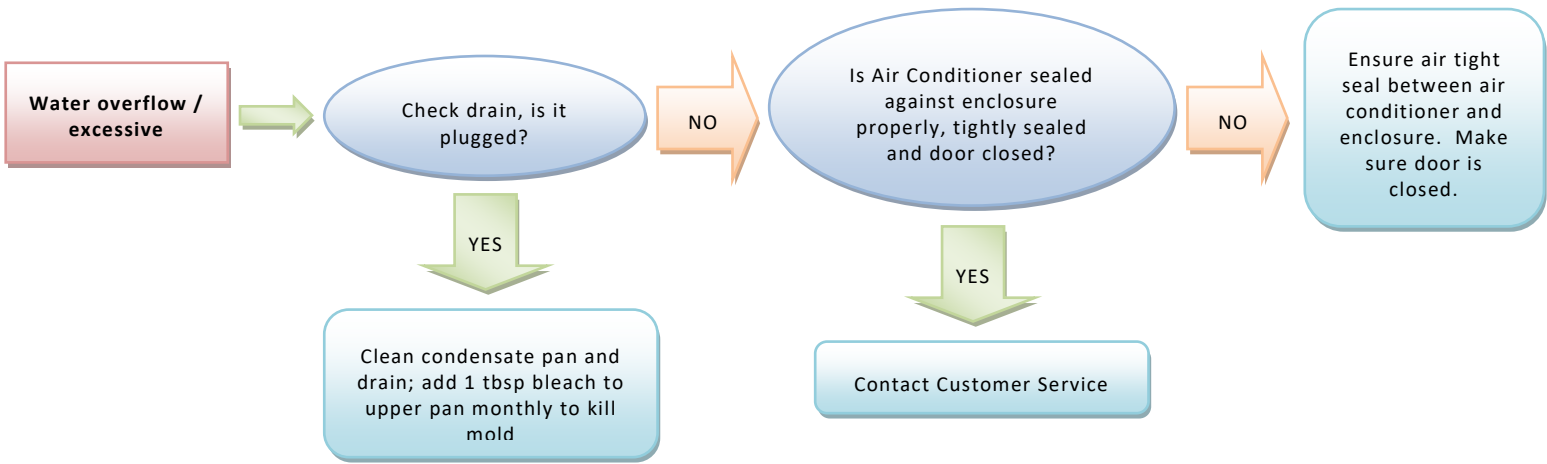 Water overflow /
excessive
Check drain, is it
plugged?
NO
Is Air Conditioner sealed
against enclosure
properly, tightly sealed
and door closed?
NO
Ensure air tight
seal between air
conditioner and
enclosure. Make
sure door is
closed.
YES
YES
Clean condensate pan and
drain; add 1 tbsp bleach to
upper pan monthly to kill
mold
Contact Customer Service